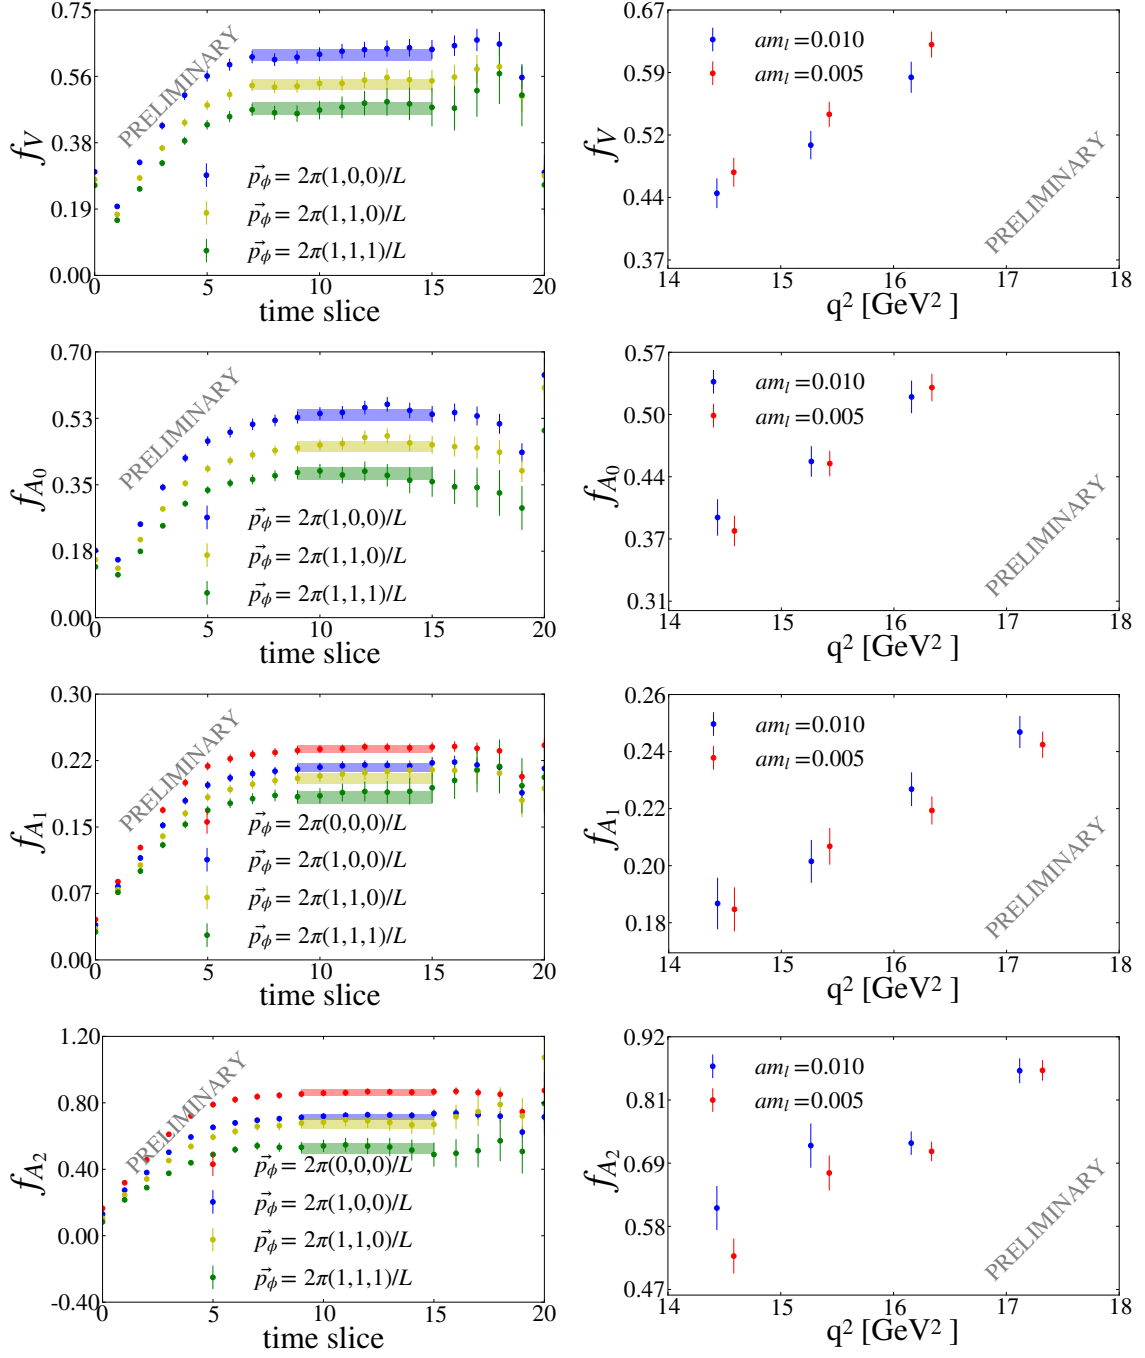 0.75
0.56
0.38
0.19
0.00
f_V
PRELIMINARY
p⃗_ϕ = 2π(1,0,0)/L
p⃗_ϕ = 2π(1,1,0)/L
p⃗_ϕ = 2π(1,1,1)/L
0 5 10 15 20
time slice
0.67
0.59
0.52
0.44
0.37
f_V
am_l=0.010
am_l=0.005
PRELIMINARY
14 15 16 17 18
q² [GeV²]
0.70
0.53
0.35
0.18
0.00
f_{A_0}
PRELIMINARY
p⃗_ϕ = 2π(1,0,0)/L
p⃗_ϕ = 2π(1,1,0)/L
p⃗_ϕ = 2π(1,1,1)/L
0 5 10 15 20
time slice
0.57
0.50
0.44
0.37
0.31
f_{A_0}
am_l=0.010
am_l=0.005
PRELIMINARY
14 15 16 17 18
q² [GeV²]
0.30
0.22
0.15
0.07
0.00
f_{A_1}
PRELIMINARY
p⃗_ϕ = 2π(0,0,0)/L
p⃗_ϕ = 2π(1,0,0)/L
p⃗_ϕ = 2π(1,1,0)/L
p⃗_ϕ = 2π(1,1,1)/L
0 5 10 15 20
time slice
0.26
0.24
0.22
0.20
0.18
f_{A_1}
am_l=0.010
am_l=0.005
PRELIMINARY
14 15 16 17 18
q² [GeV²]
1.20
0.80
0.40
0.00
-0.40
f_{A_2}
PRELIMINARY
p⃗_ϕ = 2π(0,0,0)/L
p⃗_ϕ = 2π(1,0,0)/L
p⃗_ϕ = 2π(1,1,0)/L
p⃗_ϕ = 2π(1,1,1)/L
0 5 10 15 20
time slice
0.92
0.81
0.69
0.58
0.47
f_{A_2}
am_l=0.010
am_l=0.005
PRELIMINARY
14 15 16 17 18
q² [GeV²]